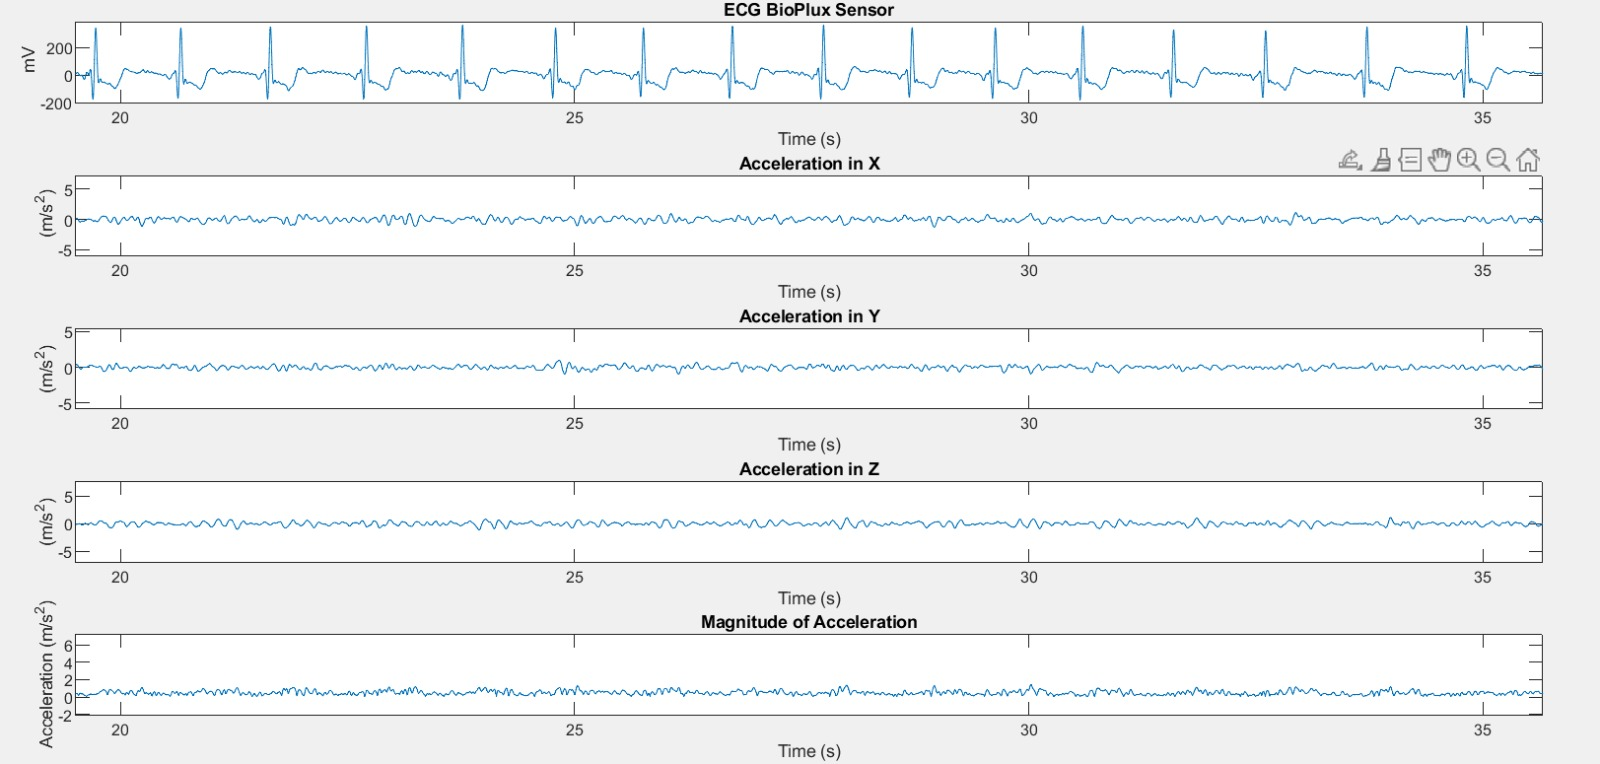 ECG BioPlux Sensor
mV
200
0
-200
20 25 30 35
Time (s)
Acceleration in X
(m/s²)
5
0
-5
20 25 30 35
Time (s)
Acceleration in Y
(m/s²)
5
0
-5
20 25 30 35
Time (s)
Acceleration in Z
(m/s²)
5
0
-5
20 25 30 35
Time (s)
Magnitude of Acceleration
Acceleration (m/s²)
6
4
2
0
-2
20 25 30 35
Time (s)